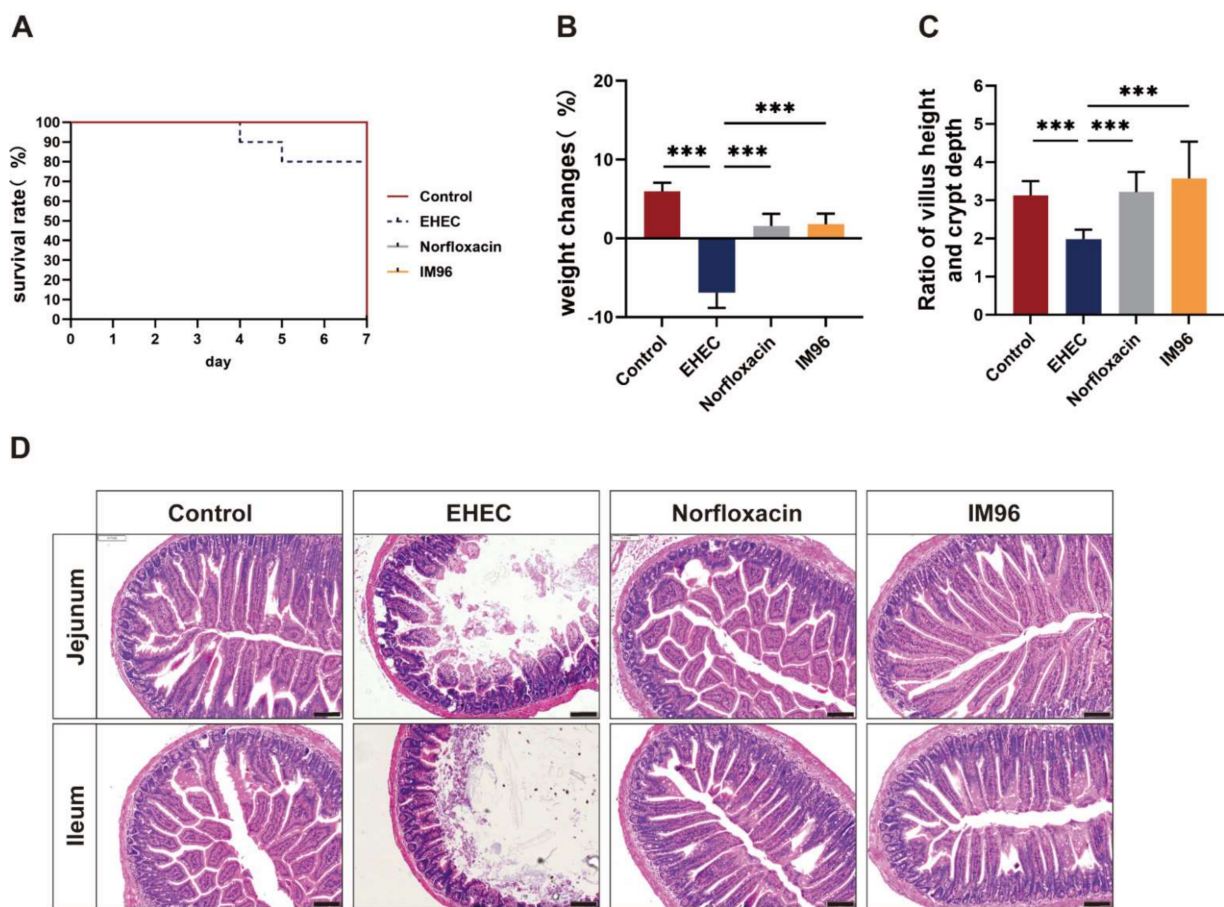 A
survival rate( %)
100
90
80
70
60
50
40
30
20
10
0
0 1 2 3 4 5 6 7
day
Control
EHEC
Norfloxacin
IM96
B
weight changes( %)
20
10
0
-10
***
*** ***
Control EHEC Norfloxacin IM96
C
Ratio of villus height
and crypt depth
6
5
4
3
2
1
0
***
*** ***
Control EHEC Norfloxacin IM96
D
Control EHEC Norfloxacin IM96
Jejunum
Ileum